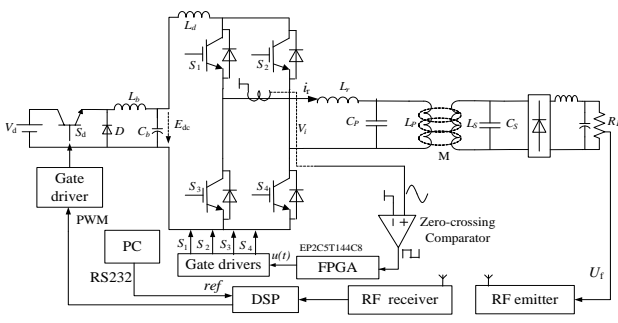 L_d
S_1
S_2
L_b
i_r
L_r
V_d
S_d
D
C_b
E_dc
V_i
C_P
L_P
L_S
C_S
M
S_3
S_4
Gate driver
PWM
Zero-crossing
Comparator
PC
S_1 S_2 S_3 S_4
u(t)
EP2C5T144C8
Gate drivers
FPGA
RS232
ref
DSP
RF receiver
RF emitter
U_f